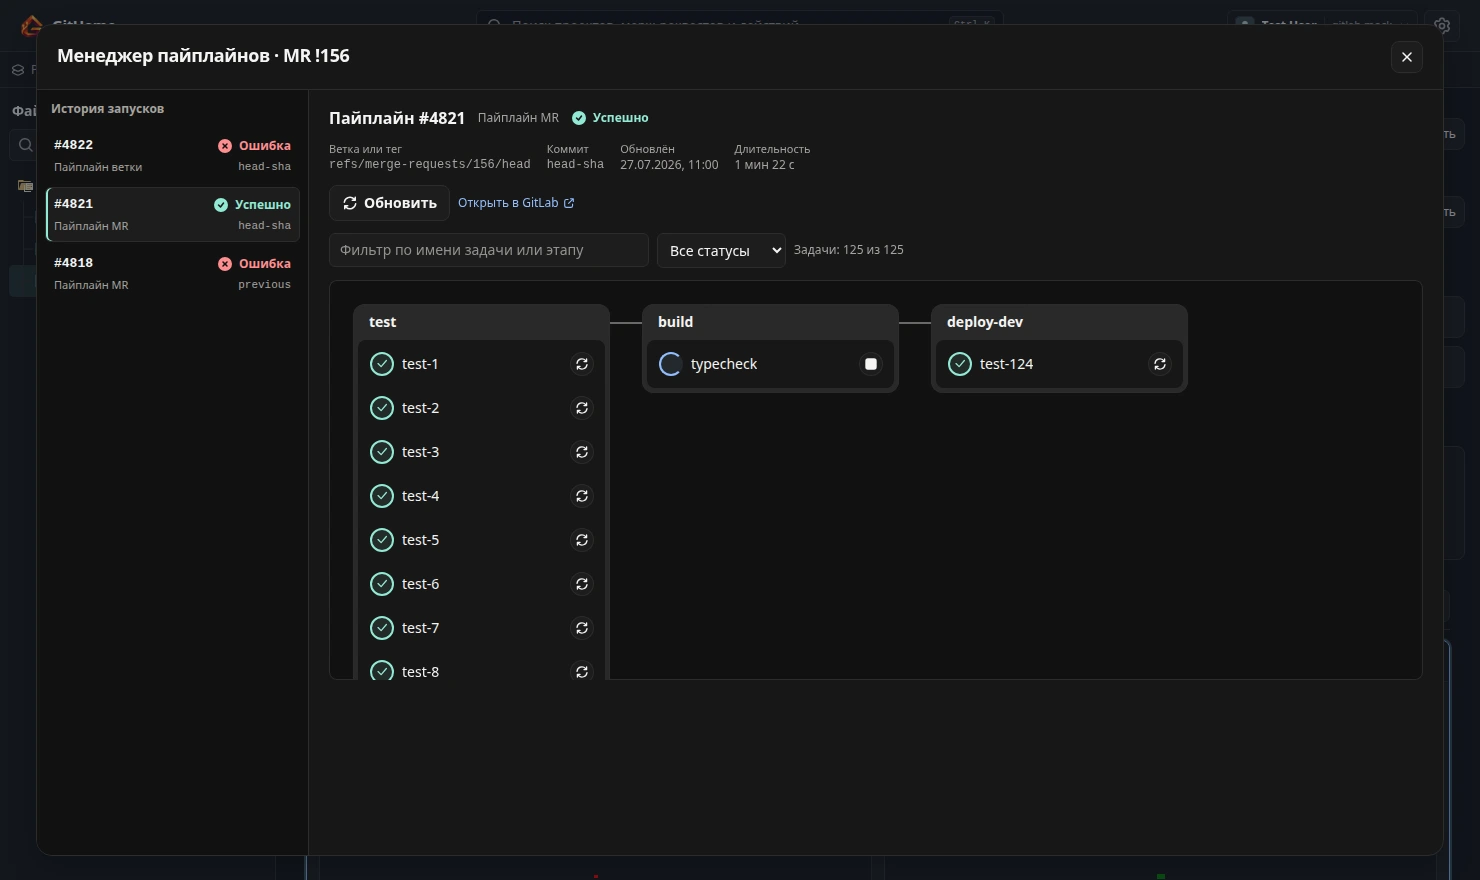 Менеджер пайплайнов · MR !156
История запусков
#4822 Ошибка
Пайплайн ветки head-sha
#4821 Успешно
Пайплайн MR head-sha
#4818 Ошибка
Пайплайн MR previous
Пайплайн #4821 Пайплайн MR Успешно
Ветка или тег Коммит Обновлён Длительность
refs/merge-requests/156/head head-sha 27.07.2026, 11:00 1 мин 22 с
Обновить Открыть в GitLab
Фильтр по имени задачи или этапу Все статусы Задачи: 125 из 125
test build deploy-dev
test-1 typecheck test-124
test-2
test-3
test-4
test-5
test-6
test-7
test-8